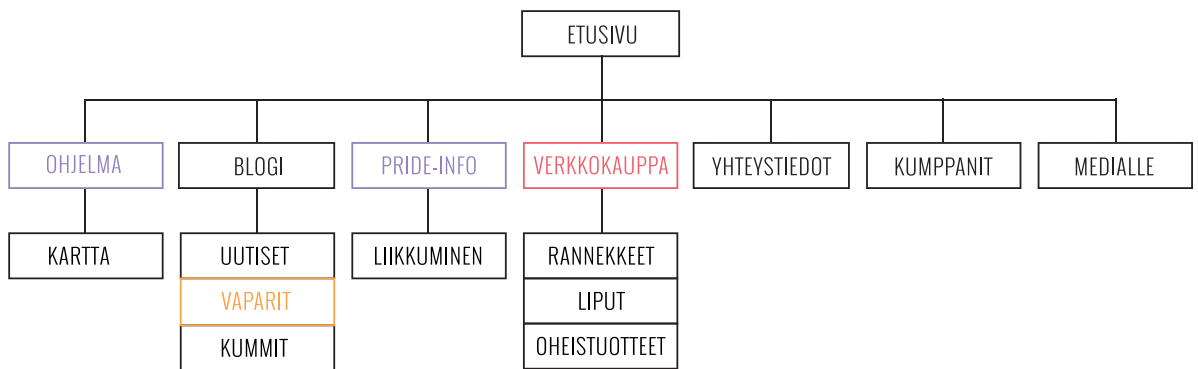 ETUSIVU
OHJELMA
BLOGI
PRIDE-INFO
VERKKOKAUPPA
YHTEYSTIEDOT
KUMPPANIT
MEDIALLE
KARTTA
UUTISET
LIIKKUMINEN
RANNEKKEET
VAPARIT
LIPUT
KUMMIT
OHEISTUOTTEET